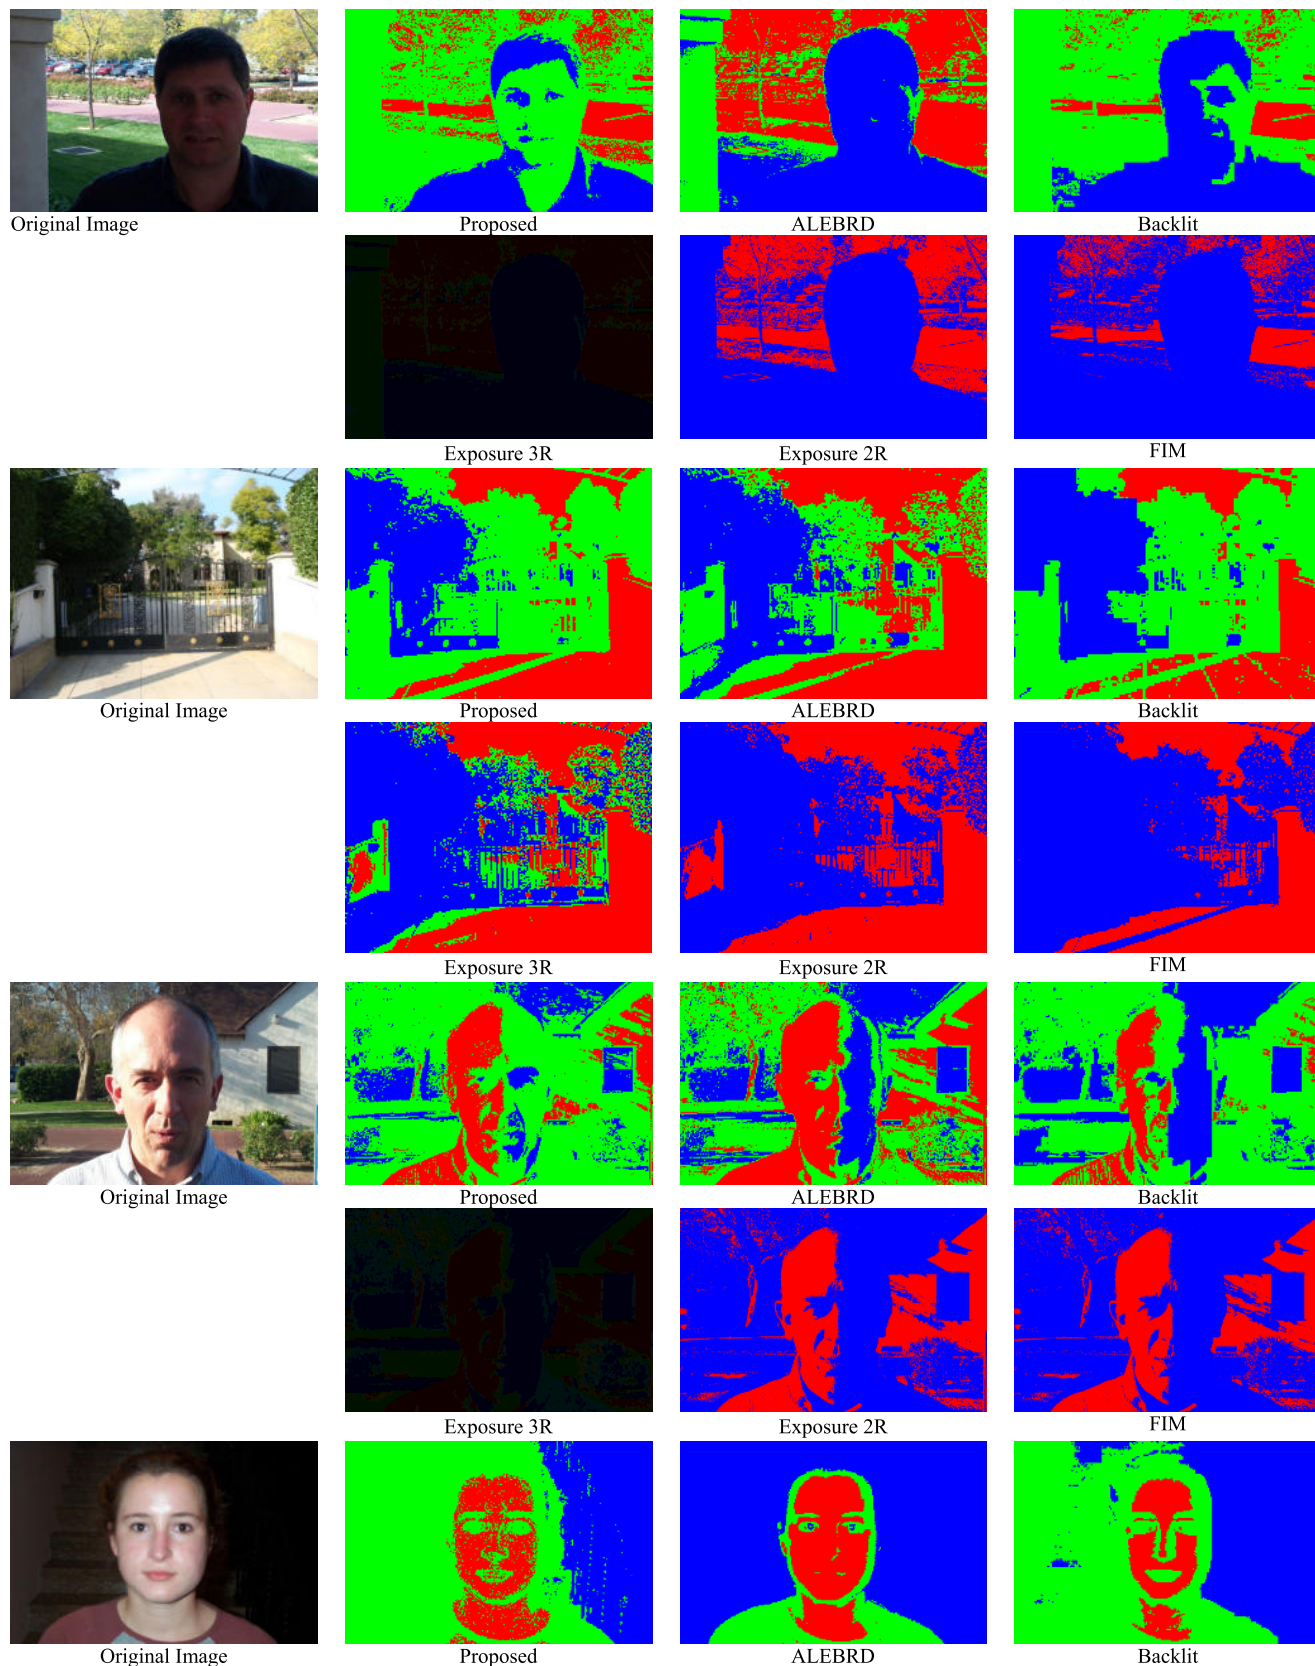 Original Image
Proposed
ALEBRD
Backlit
Exposure 3R
Exposure 2R
FIM
Original Image
Proposed
ALEBRD
Backlit
Exposure 3R
Exposure 2R
FIM
Original Image
Proposed
ALEBRD
Backlit
Exposure 3R
Exposure 2R
FIM
Original Image
Proposed
ALEBRD
Backlit